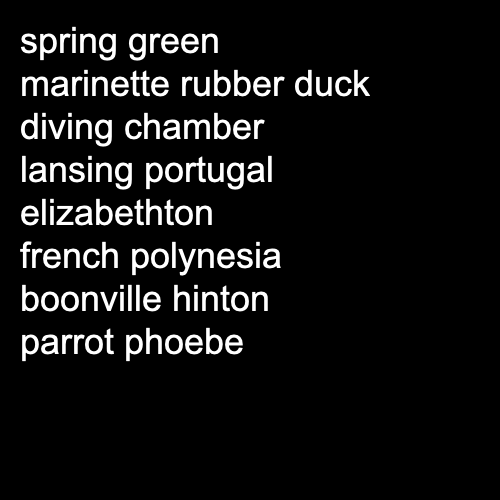 spring green
marinette rubber duck
diving chamber
lansing portugal
elizabethton
french polynesia
boonville hinton
parrot phoebe